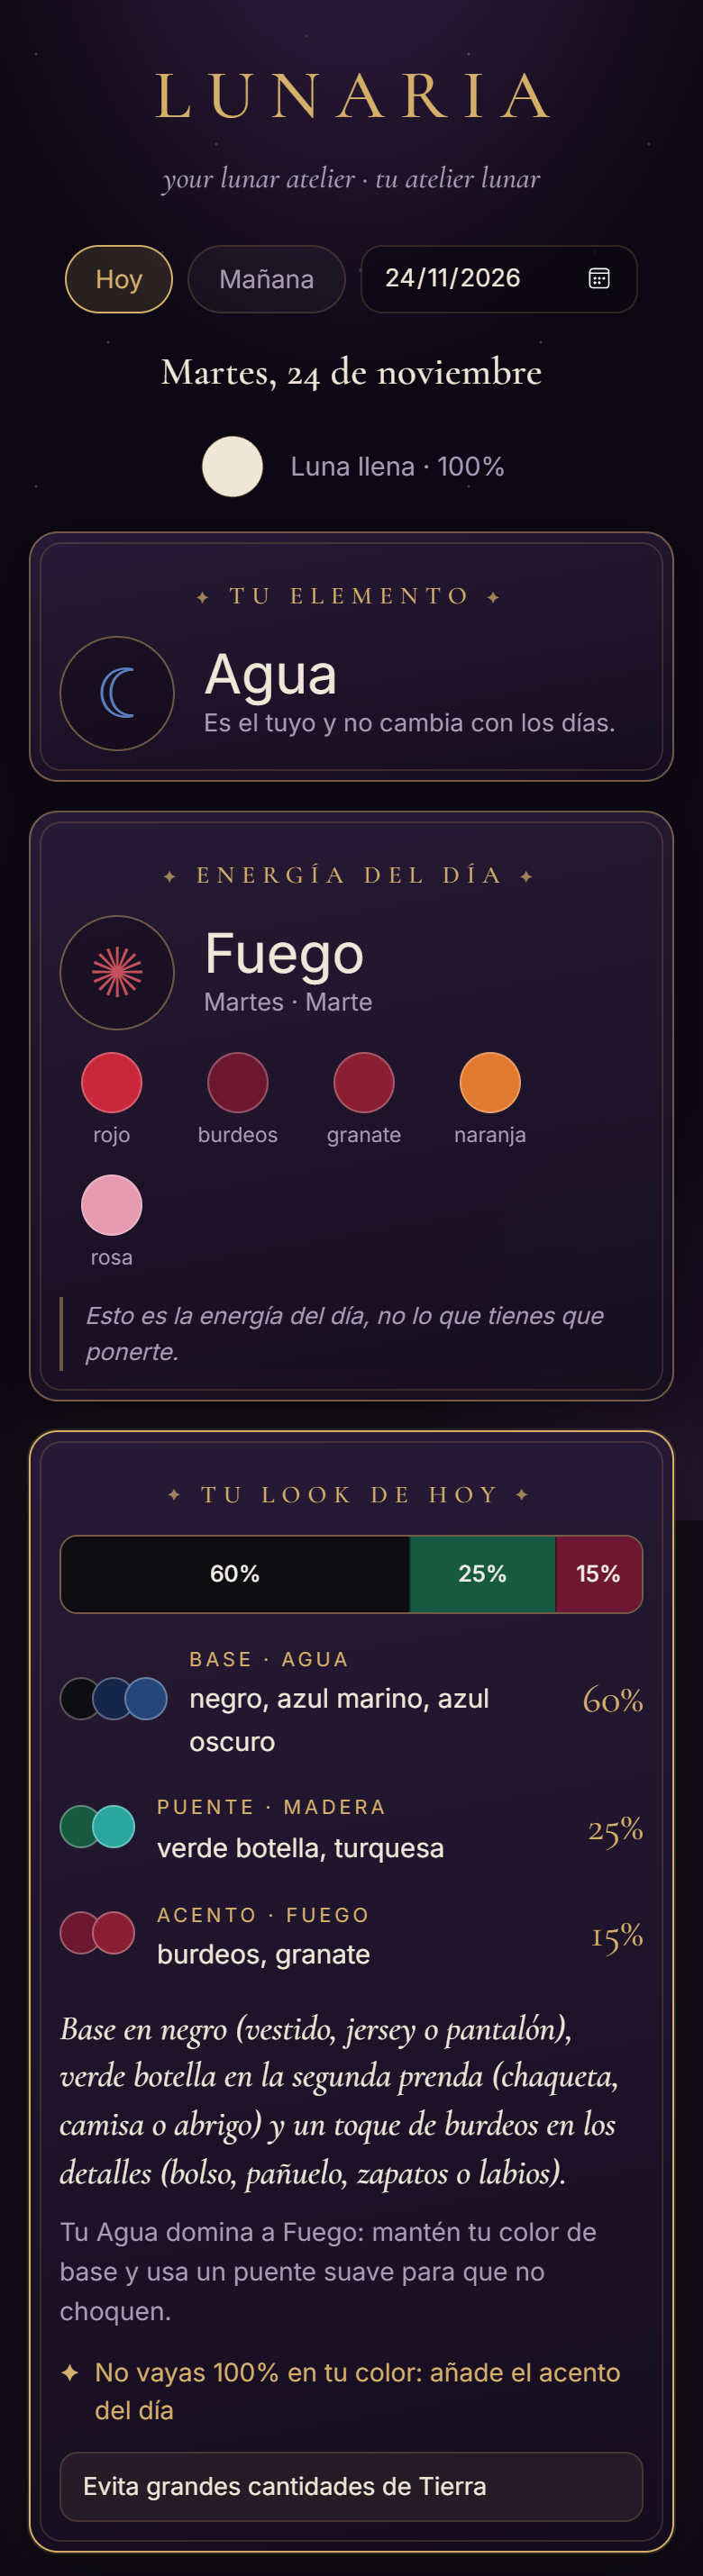 LUNARIA
your lunar atelier · tu atelier lunar
Hoy
Mañana
24/11/2026
Martes, 24 de noviembre
Luna llena · 100%
TU ELEMENTO
Agua
Es el tuyo y no cambia con los días.
ENERGÍA DEL DÍA
Fuego
Martes · Marte
rojo
burdeos
granate
naranja
rosa
Esto es la energía del día, no lo que tienes que
ponerte.
TU LOOK DE HOY
60%
25%
15%
BASE · AGUA
negro, azul marino, azul
oscuro
60%
PUENTE · MADERA
verde botella, turquesa
25%
ACENTO · FUEGO
burdeos, granate
15%
Base en negro (vestido, jersey o pantalón),
verde botella en la segunda prenda (chaqueta,
camisa o abrigo) y un toque de burdeos en los
detalles (bolso, pañuelo, zapatos o labios).
Tu Agua domina a Fuego: mantén tu color de
base y usa un puente suave para que no
choquen.
No vayas 100% en tu color: añade el acento
del día
Evita grandes cantidades de Tierra